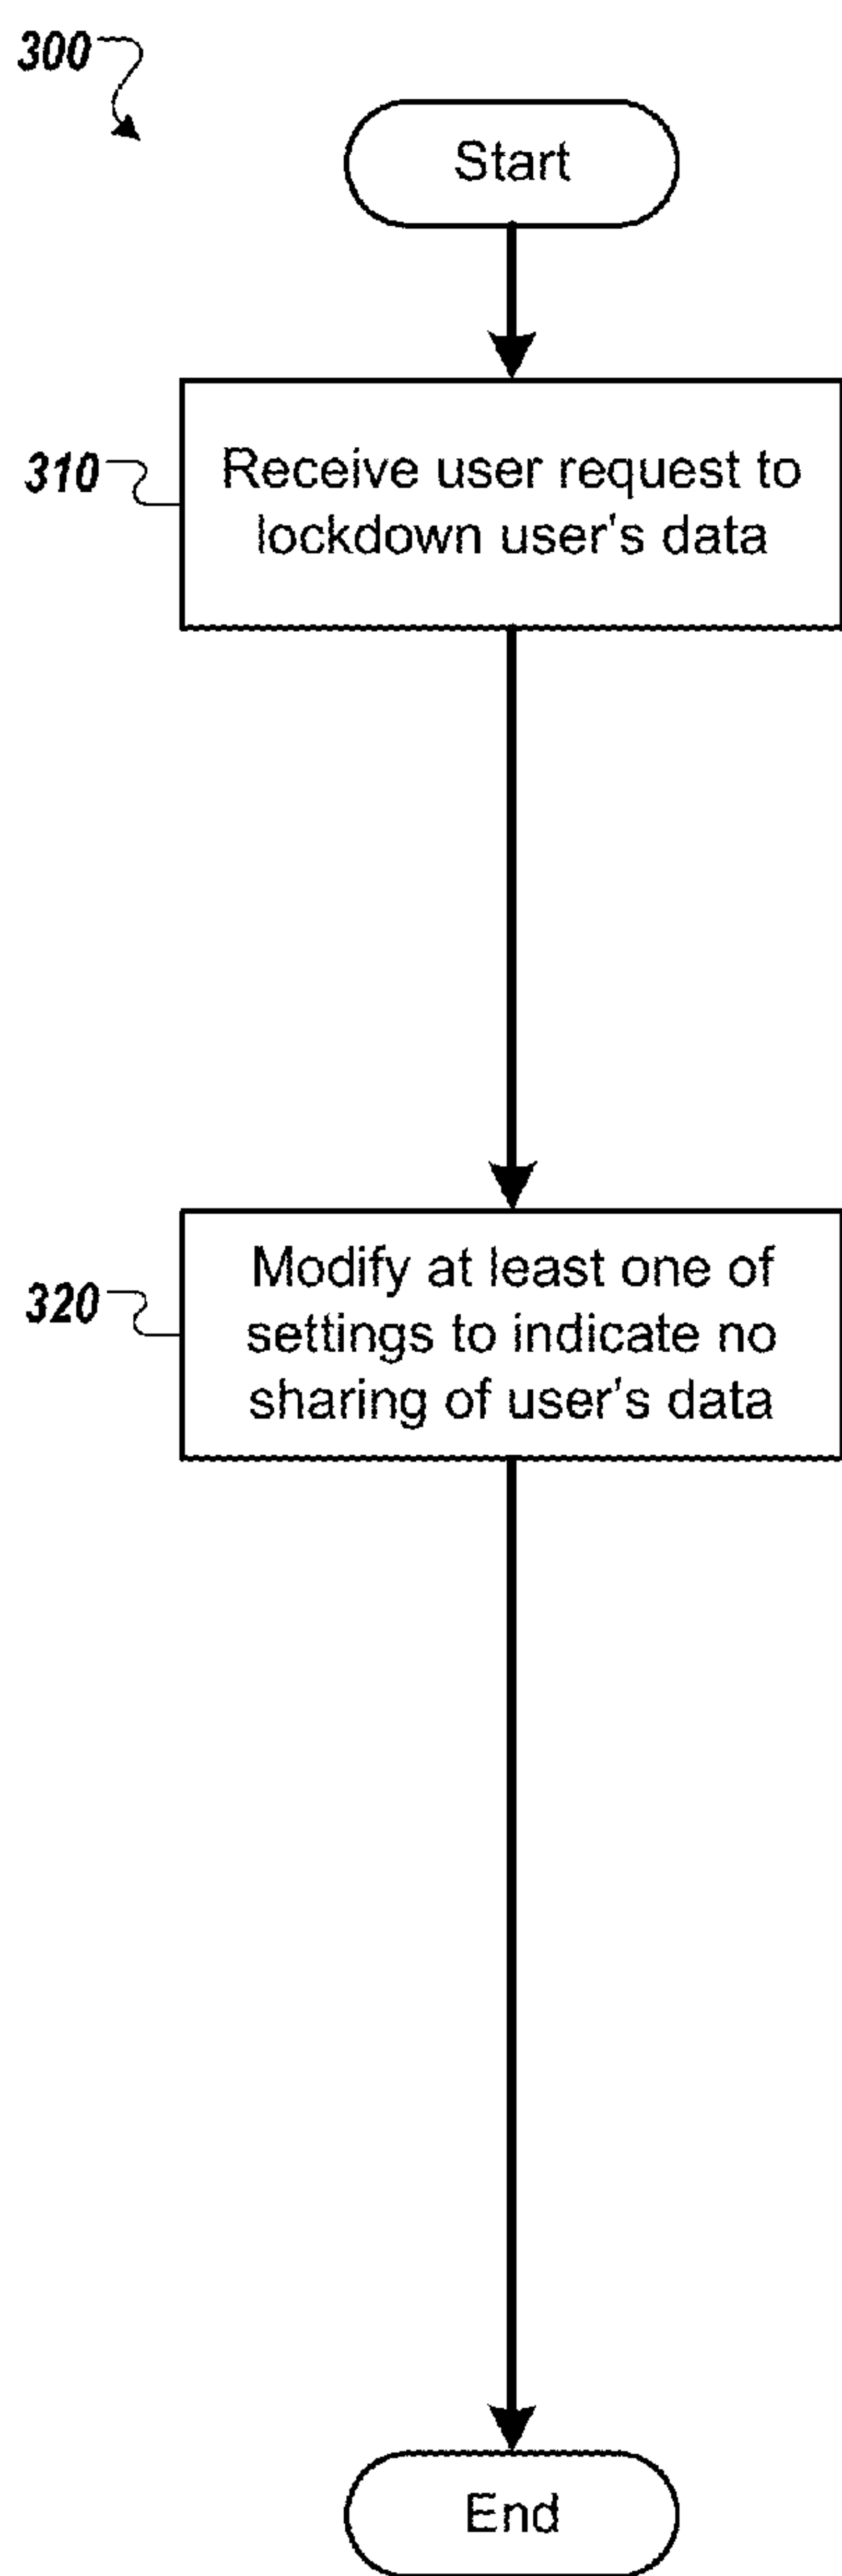 300
Start
310
Receive user request to
lockdown user's data
320
Modify at least one of
settings to indicate no
sharing of user's data
End